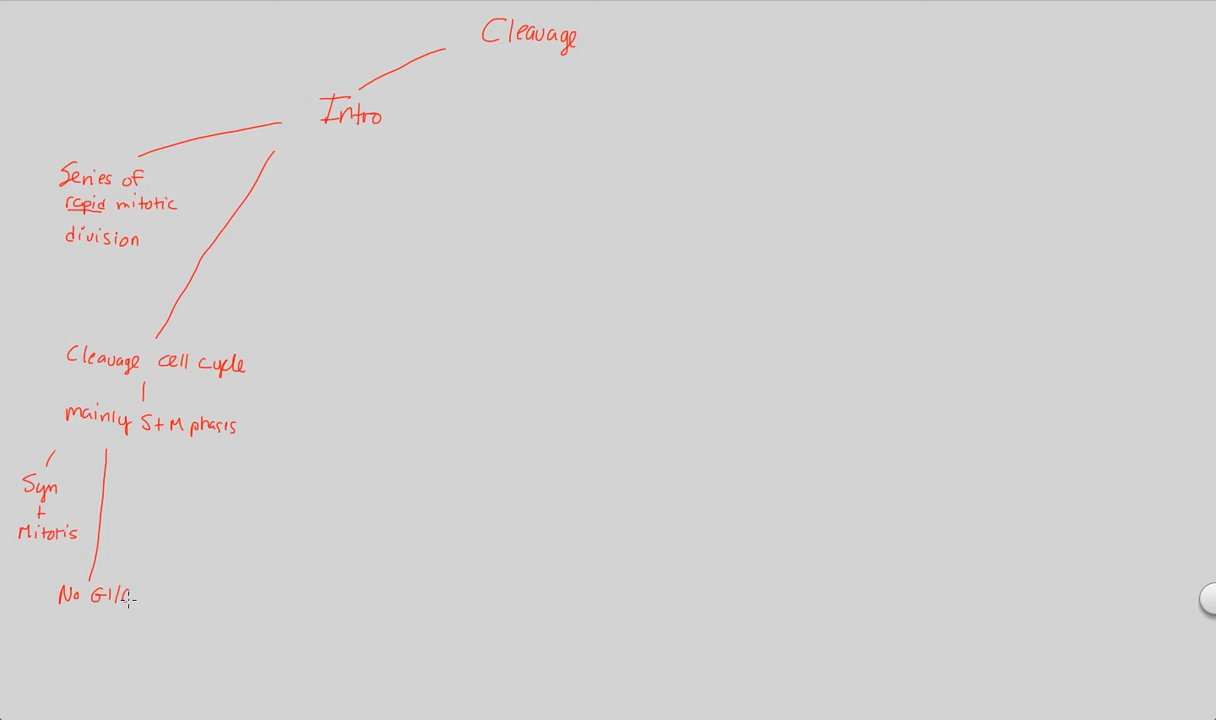 Cleavage
Intro
Series of
rapid mitotic
division
Cleavage cell cycle
mainly S+M phases
Syn
+
Mitosis
No G1/G